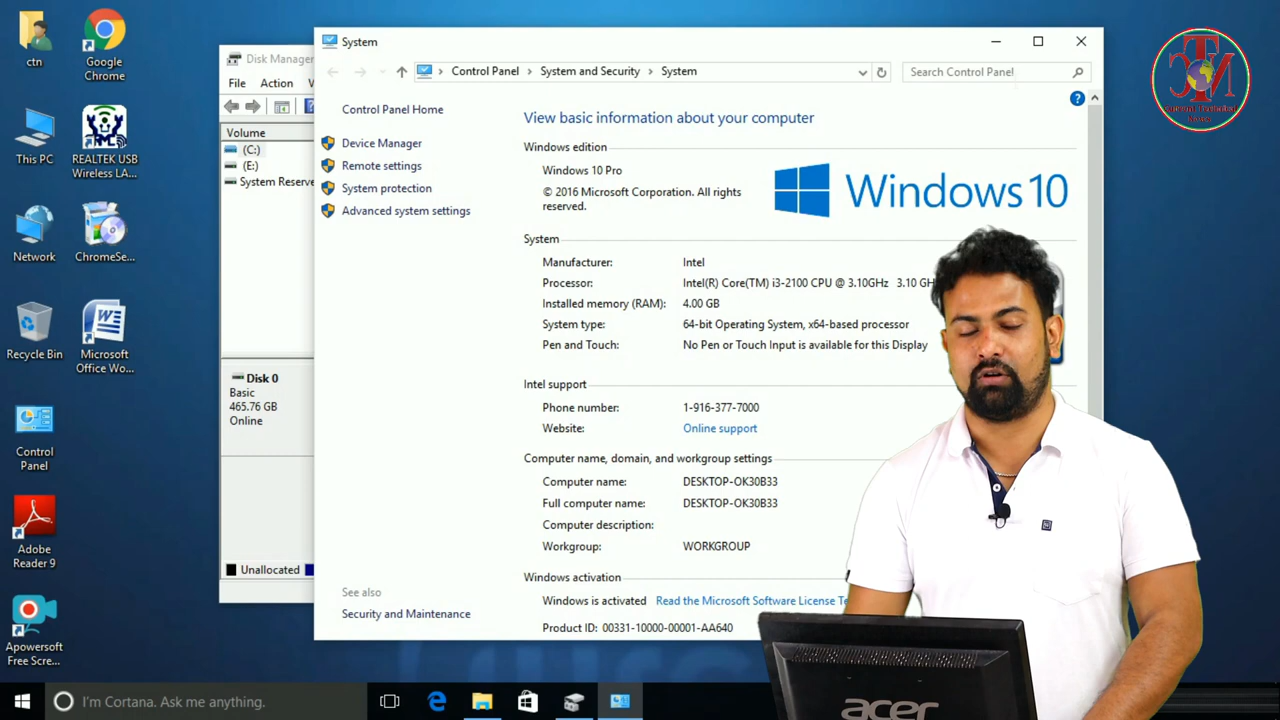 ctn
Google Chrome
This PC
REALTEK USB Wireless LA...
Network
ChromeSe...
Recycle Bin
Microsoft Office Wo...
Control Panel
Adobe Reader 9
Apowersoft Free Scre...
Disk Manager
File Action
Volume
(C:)
(E:)
System Reserve
Disk 0
Basic
465.76 GB
Online
Unallocated
System
Control Panel > System and Security > System
Search Control Panel
Control Panel Home
Device Manager
Remote settings
System protection
Advanced system settings
See also
Security and Maintenance
View basic information about your computer
Windows edition
Windows 10 Pro
© 2016 Microsoft Corporation. All rights reserved.
Windows 10
System
Manufacturer: Intel
Processor: Intel(R) Core(TM) i3-2100 CPU @ 3.10GHz 3.10 GH
Installed memory (RAM): 4.00 GB
System type: 64-bit Operating System, x64-based processor
Pen and Touch: No Pen or Touch Input is available for this Display
Intel support
Phone number: 1-916-377-7000
Website: Online support
Computer name, domain, and workgroup settings
Computer name: DESKTOP-OK30B33
Full computer name: DESKTOP-OK30B33
Computer description:
Workgroup: WORKGROUP
Windows activation
Windows is activated Read the Microsoft Software License Te
Product ID: 00331-10000-00001-AA640
I'm Cortana. Ask me anything.
acer